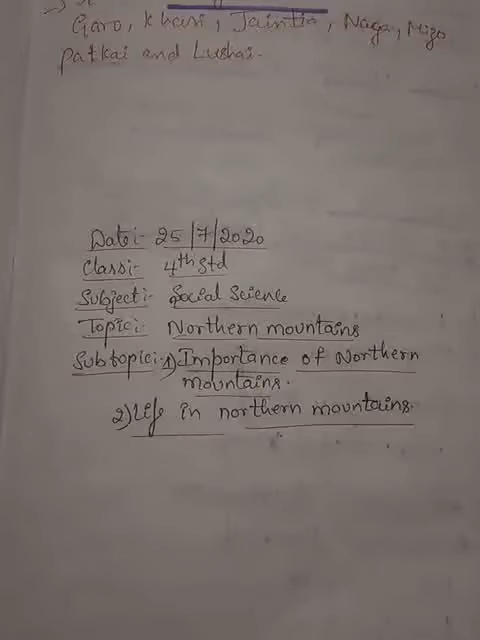 Garo, Khasi, Jaintia, Naga, Mizo
Patkai and Lushai.
Date:- 25/7/2020
Class:- 4th Std
Subject:- Social Science
Topic:- Northern mountains
Subtopic:- 1) Importance of Northern
mountains.
2) Life in northern mountains.